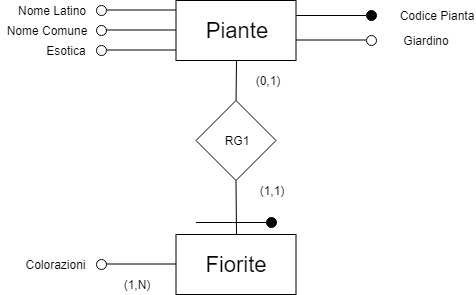 Nome Latino
Nome Comune
Esotica
Piante
Codice Pianta
Giardino
(0,1)
RG1
(1,1)
Colorazioni
(1,N)
Fiorite